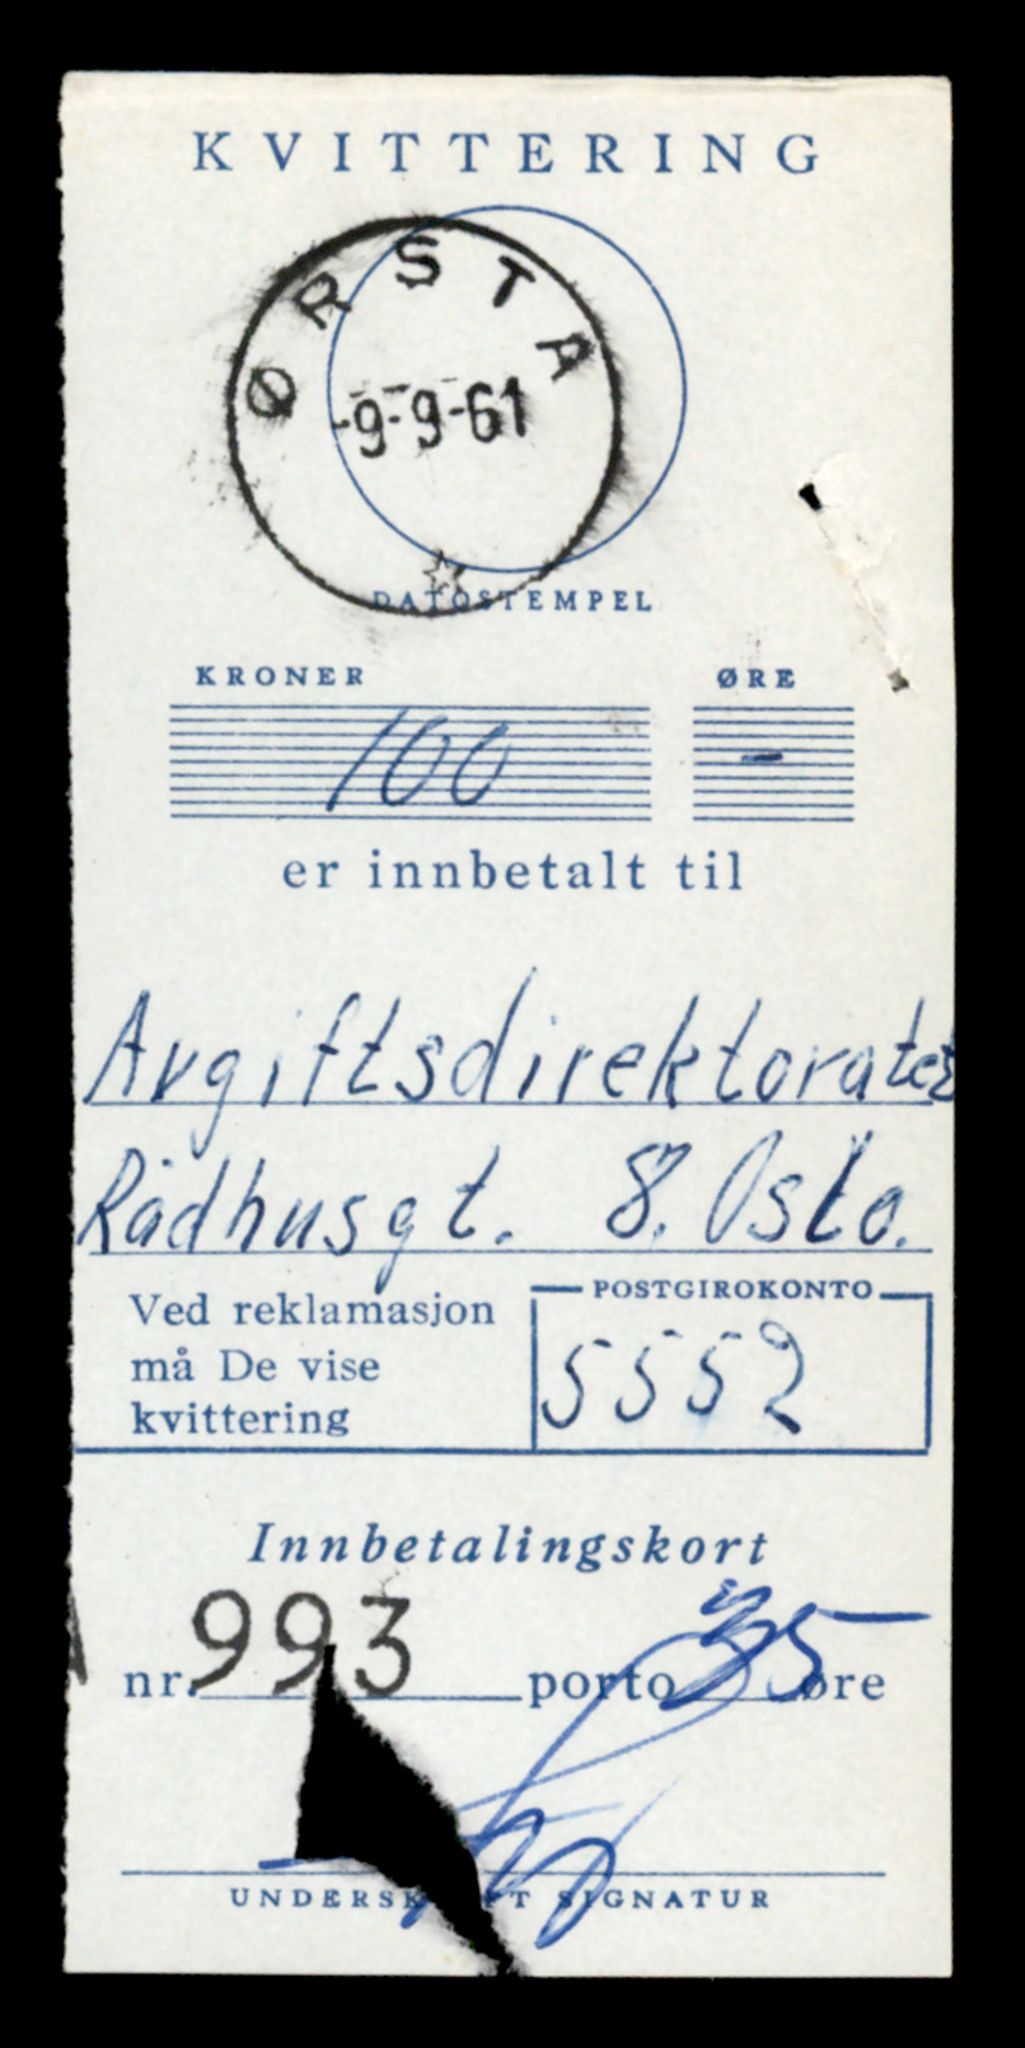 KVITTERING
ØRSTA
-9-9-61
DATOSTEMPEL
KRONER ØRE
100 -
er innbetalt til
Avgiftsdirektoratet
Rådhusgt. 8. Oslo.
Ved reklamasjon
må De vise
kvittering
POSTGIROKONTO
5552
Innbetalingskort
nr. 993 porto 35 øre
SIGNATUR